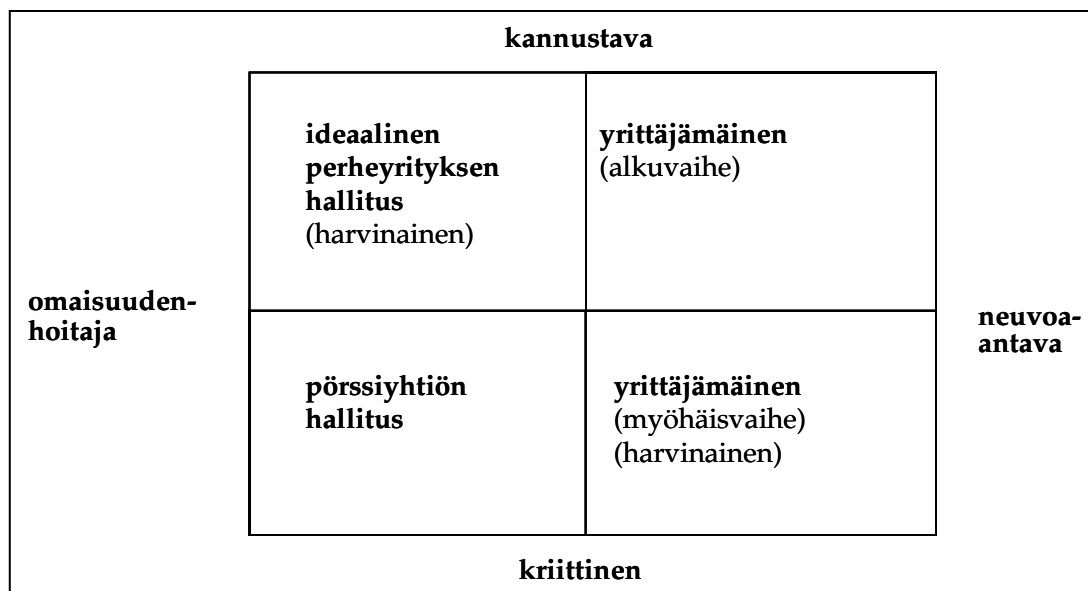 kannustava
ideaalinen
perheyrityksen
hallitus
(harvinainen)
yrittäjämäinen
(alkuvaihe)
omaisuuden-
hoitaja
neuvoa-
antava
pörssiyhtiön
hallitus
yrittäjämäinen
(myöhäisvaihe)
(harvinainen)
kriittinen